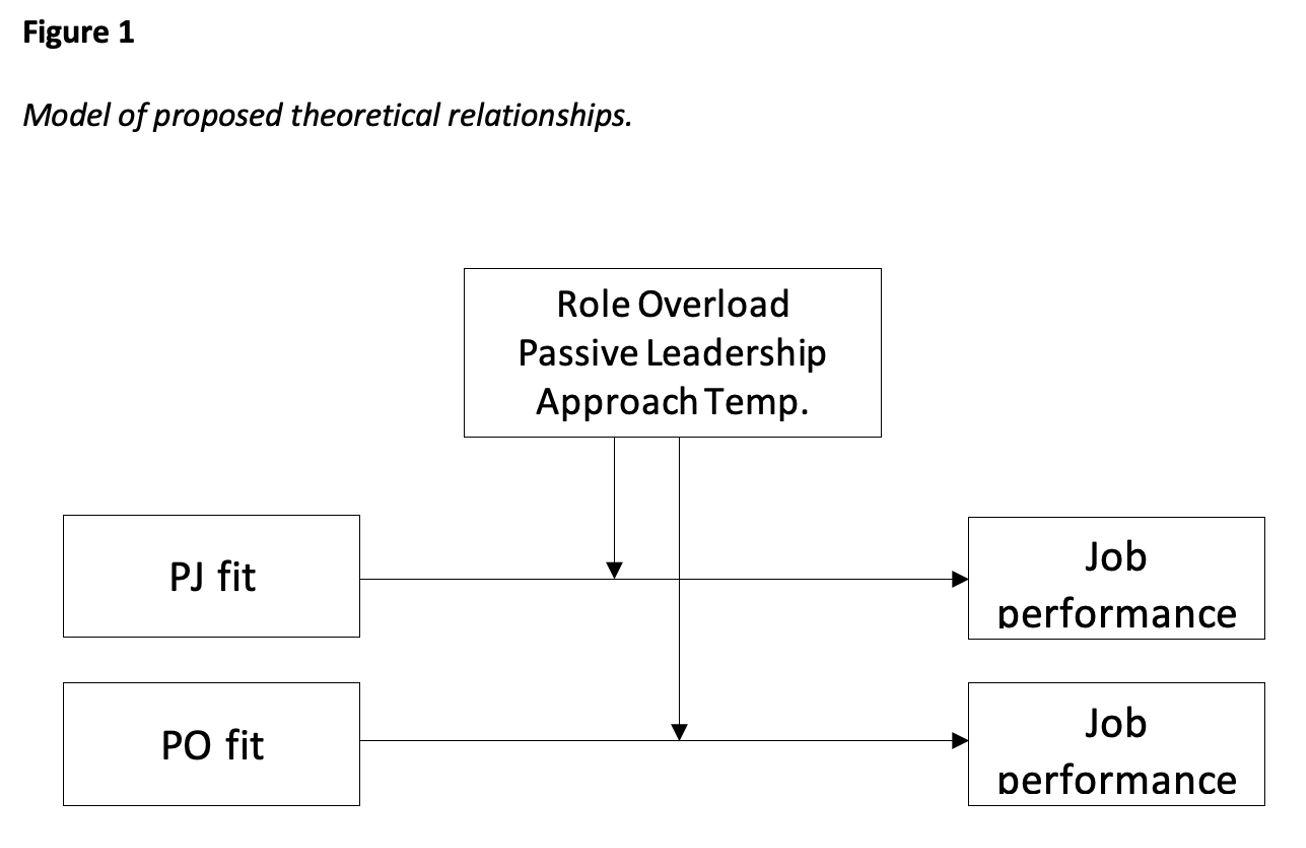 Figure 1
Model of proposed theoretical relationships.
Role Overload
Passive Leadership
Approach Temp.
PJ fit
Job
performance
PO fit
Job
performance